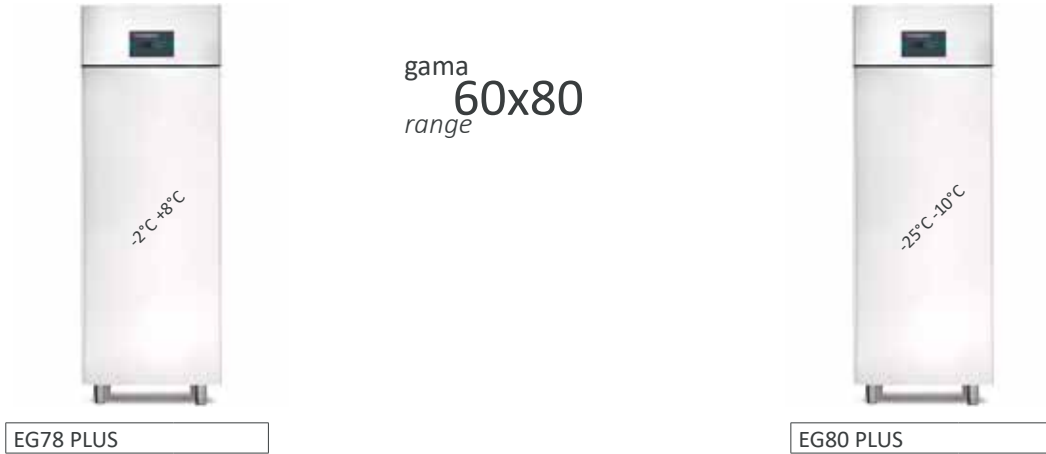 gama
60x80
range
-2°C +8°C
-25°C -10°C
EG78 PLUS
EG80 PLUS